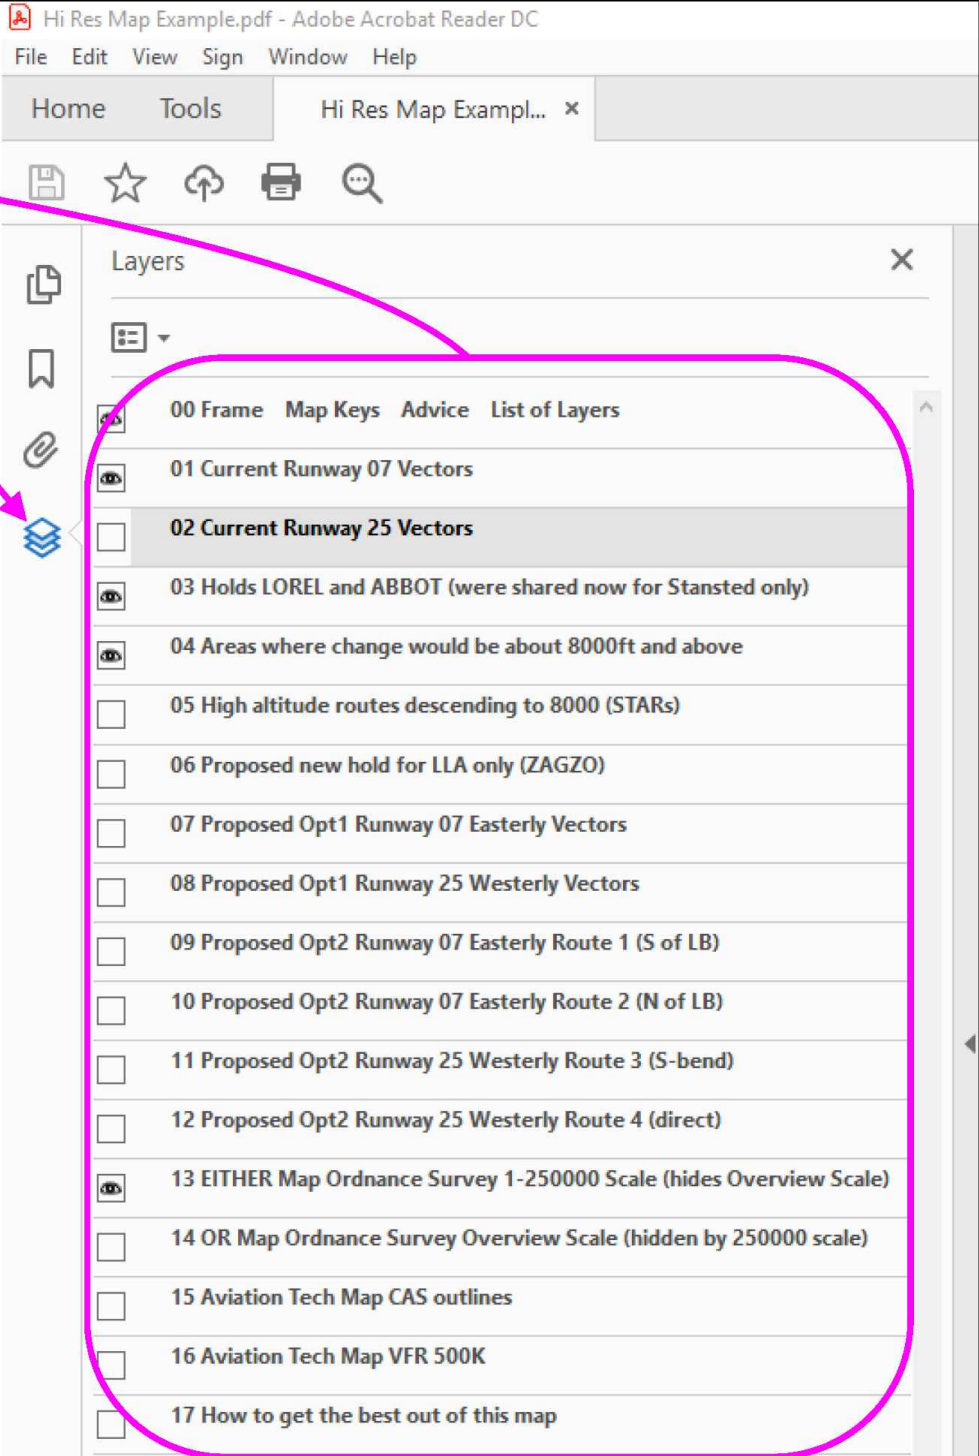 Hi Res Map Example.pdf - Adobe Acrobat Reader DC
File Edit View Sign Window Help
Home Tools Hi Res Map Exampl... ×
Layers
00 Frame Map Keys Advice List of Layers
01 Current Runway 07 Vectors
02 Current Runway 25 Vectors
03 Holds LOREL and ABBOT (were shared now for Stansted only)
04 Areas where change would be about 8000ft and above
05 High altitude routes descending to 8000 (STARs)
06 Proposed new hold for LLA only (ZAGZO)
07 Proposed Opt1 Runway 07 Easterly Vectors
08 Proposed Opt1 Runway 25 Westerly Vectors
09 Proposed Opt2 Runway 07 Easterly Route 1 (S of LB)
10 Proposed Opt2 Runway 07 Easterly Route 2 (N of LB)
11 Proposed Opt2 Runway 25 Westerly Route 3 (S-bend)
12 Proposed Opt2 Runway 25 Westerly Route 4 (direct)
13 EITHER Map Ordnance Survey 1-250000 Scale (hides Overview Scale)
14 OR Map Ordnance Survey Overview Scale (hidden by 250000 scale)
15 Aviation Tech Map CAS outlines
16 Aviation Tech Map VFR 500K
17 How to get the best out of this map